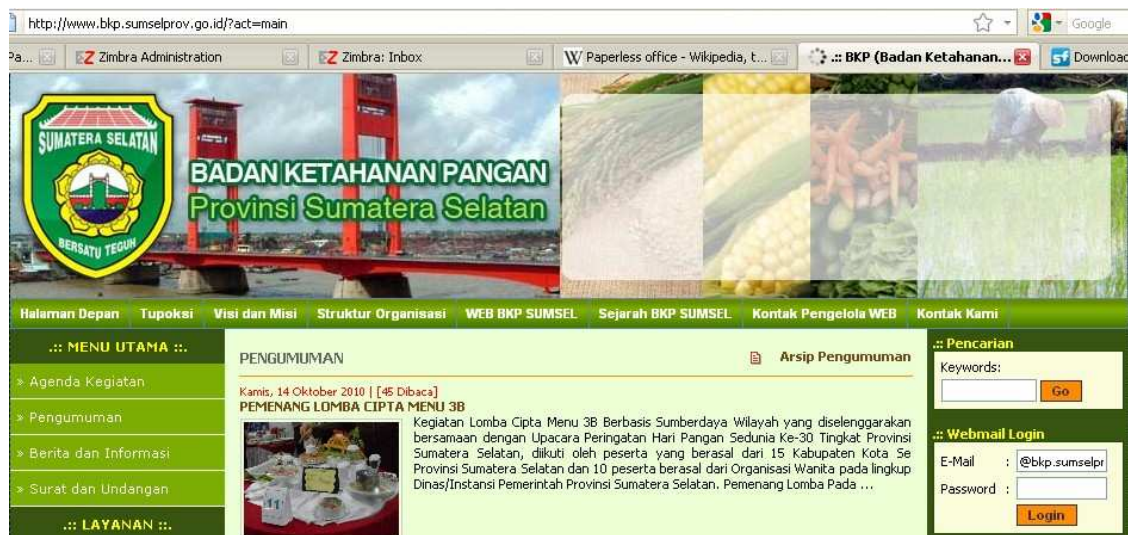 http://www.bkp.sumselprov.go.id/?act=main
Google
Pa...
Zimbra Administration
Zimbra: Inbox
W Paperless office - Wikipedia, t...
.:: BKP (Badan Ketahanan...
sf Download
SUMATERA SELATAN
BERSATU TEGUH
BADAN KETAHANAN PANGAN
Provinsi Sumatera Selatan
Halaman Depan Tupoksi Visi dan Misi Struktur Organisasi WEB BKP SUMSEL Sejarah BKP SUMSEL Kontak Pengelola WEB Kontak Kami
.:: MENU UTAMA ::.
» Agenda Kegiatan
» Pengumuman
» Berita dan Informasi
» Surat dan Undangan
.:: LAYANAN ::.
PENGUMUMAN
Arsip Pengumuman
Kamis, 14 Oktober 2010 | [45 Dibaca]
PEMENANG LOMBA CIPTA MENU 3B
Kegiatan Lomba Cipta Menu 3B Berbasis Sumberdaya Wilayah yang diselenggarakan
bersamaan dengan Upacara Peringatan Hari Pangan Sedunia Ke-30 Tingkat Provinsi
Sumatera Selatan, diikuti oleh peserta yang berasal dari 15 Kabupaten Kota Se
Provinsi Sumatera Selatan dan 10 peserta berasal dari Organisasi Wanita pada lingkup
Dinas/Instansi Pemerintah Provinsi Sumatera Selatan. Pemenang Lomba Pada ...
11
.:: Pencarian
Keywords:
Go
.:: Webmail Login
E-Mail : @bkp.sumselpr
Password :
Login